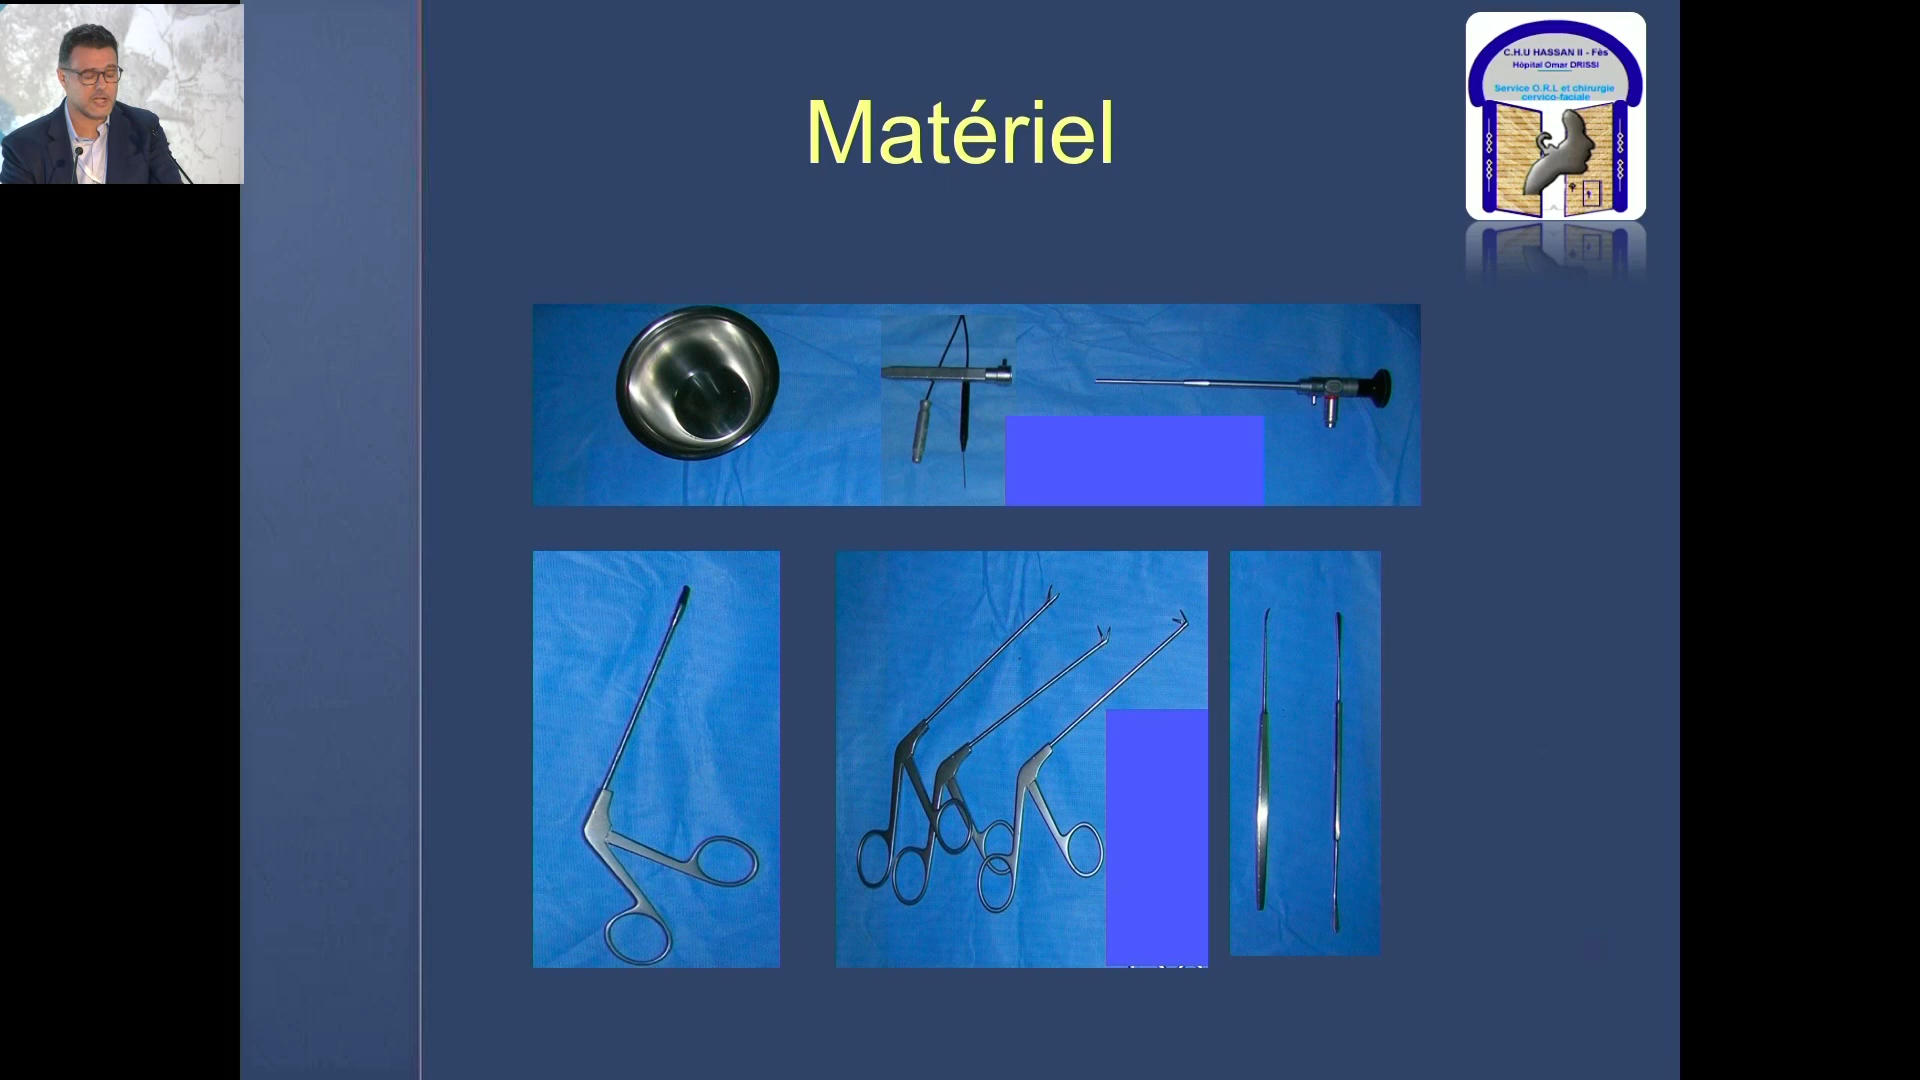 Matériel
C.H.U HASSAN II - Fès
Hôpital Omar DRISSI
Service O.R.L et chirurgie
cervico-faciale